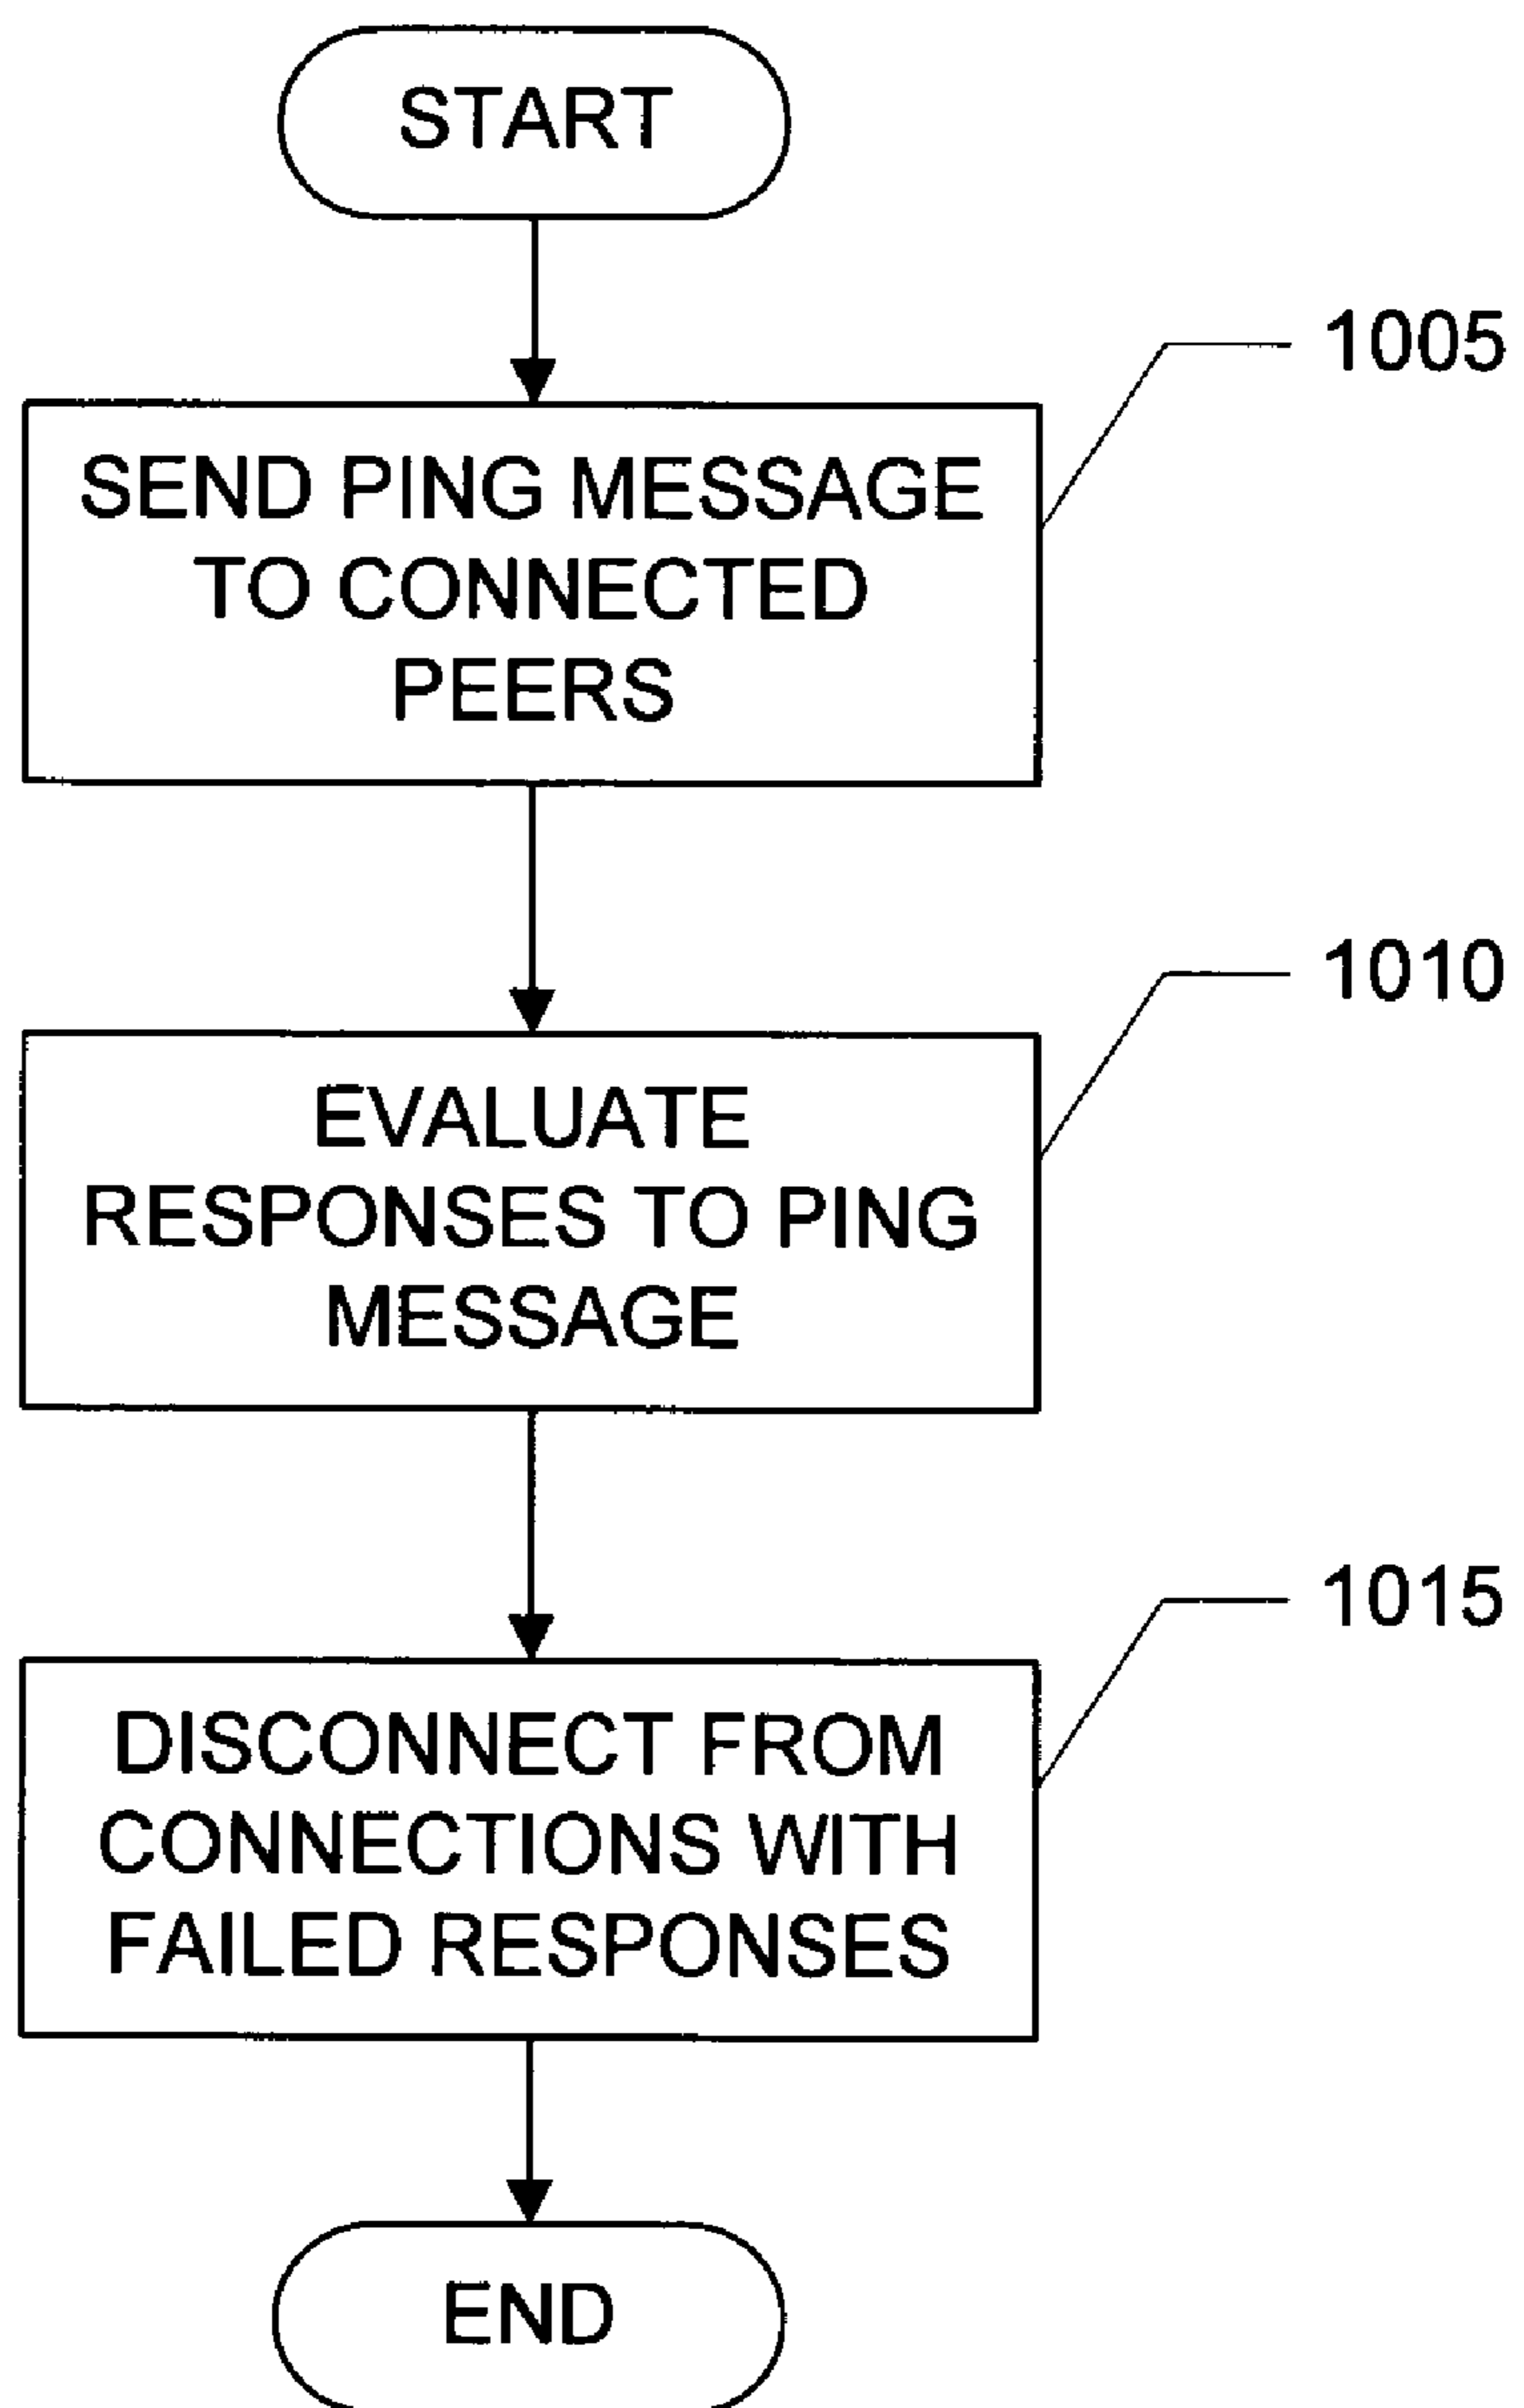 START
1005
SEND PING MESSAGE
TO CONNECTED
PEERS
1010
EVALUATE
RESPONSES TO PING
MESSAGE
1015
DISCONNECT FROM
CONNECTIONS WITH
FAILED RESPONSES
END